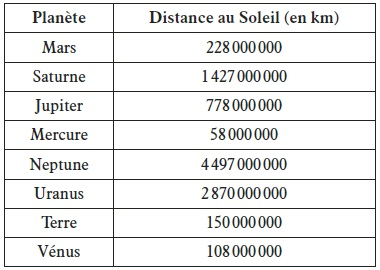 Planète Distance au Soleil (en km)
Mars 228 000 000
Saturne 1 427 000 000
Jupiter 778 000 000
Mercure 58 000 000
Neptune 4 497 000 000
Uranus 2 870 000 000
Terre 150 000 000
Vénus 108 000 000